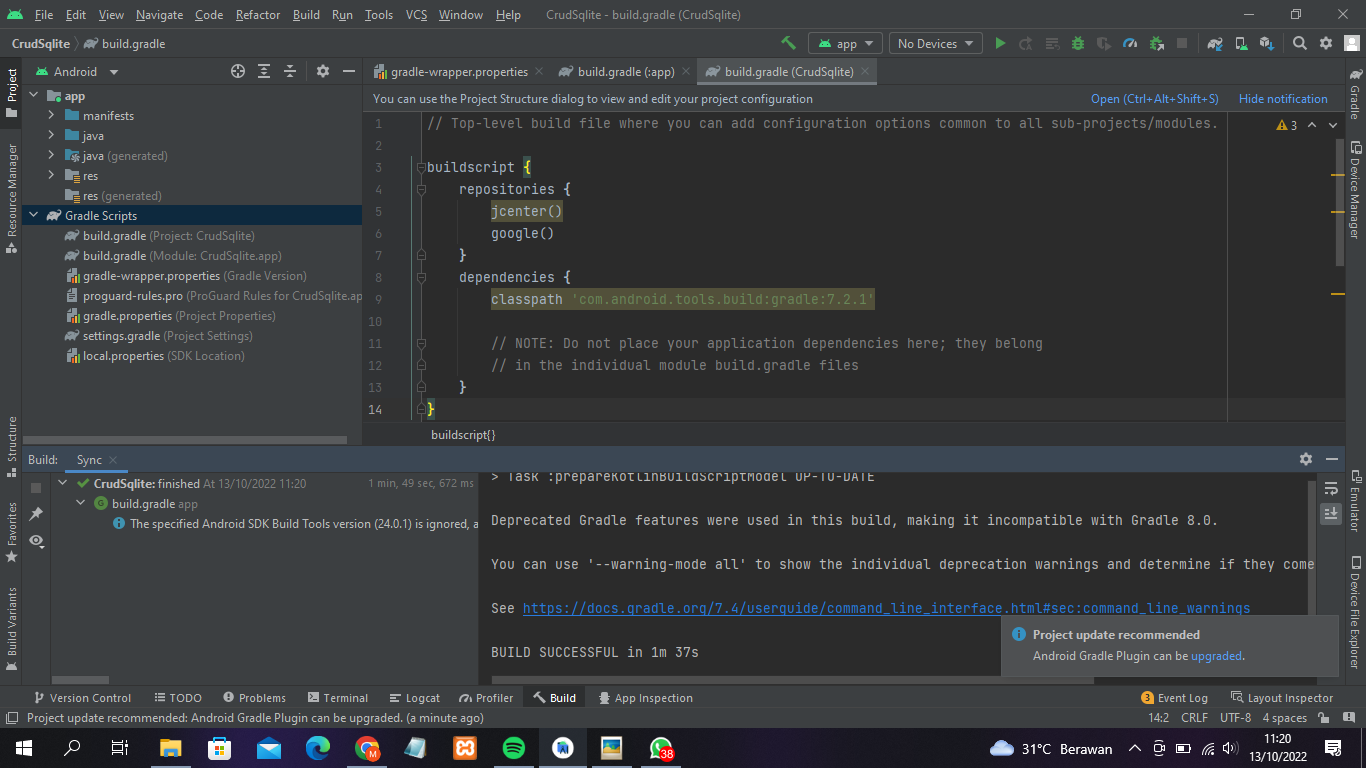 File Edit View Navigate Code Refactor Build Run Tools VCS Window Help CrudSqlite - build.gradle (CrudSqlite)
CrudSqlite build.gradle app No Devices
Project
Android
gradle-wrapper.properties build.gradle (:app) build.gradle (CrudSqlite)
app
manifests
java
java (generated)
res
res (generated)
Gradle Scripts
build.gradle (Project: CrudSqlite)
build.gradle (Module: CrudSqlite.app)
gradle-wrapper.properties (Gradle Version)
proguard-rules.pro (ProGuard Rules for CrudSqlite.ap
gradle.properties (Project Properties)
settings.gradle (Project Settings)
local.properties (SDK Location)
You can use the Project Structure dialog to view and edit your project configuration Open (Ctrl+Alt+Shift+S) Hide notification
3
1 // Top-level build file where you can add configuration options common to all sub-projects/modules.
2
3 buildscript {
4 repositories {
5 jcenter()
6 google()
7 }
8 dependencies {
9 classpath 'com.android.tools.build:gradle:7.2.1'
10
11 // NOTE: Do not place your application dependencies here; they belong
12 // in the individual module build.gradle files
13 }
14 }
buildscript{}
Resource Manager
Structure
Favorites
Build Variants
Gradle
Device Manager
Emulator
Device File Explorer
Build: Sync
CrudSqlite: finished At 13/10/2022 11:20 1 min, 49 sec, 672 ms
build.gradle app
The specified Android SDK Build Tools version (24.0.1) is ignored, a
> Task :prepareKotlinBuildScriptModel UP-TO-DATE
Deprecated Gradle features were used in this build, making it incompatible with Gradle 8.0.
You can use '--warning-mode all' to show the individual deprecation warnings and determine if they come
See https://docs.gradle.org/7.4/userguide/command_line_interface.html#sec:command_line_warnings
BUILD SUCCESSFUL in 1m 37s
Project update recommended
Android Gradle Plugin can be upgraded.
Version Control TODO Problems Terminal Logcat Profiler Build App Inspection 3 Event Log Layout Inspector
Project update recommended: Android Gradle Plugin can be upgraded. (a minute ago) 14:2 CRLF UTF-8 4 spaces
M 38 31°C Berawan 11:20
13/10/2022